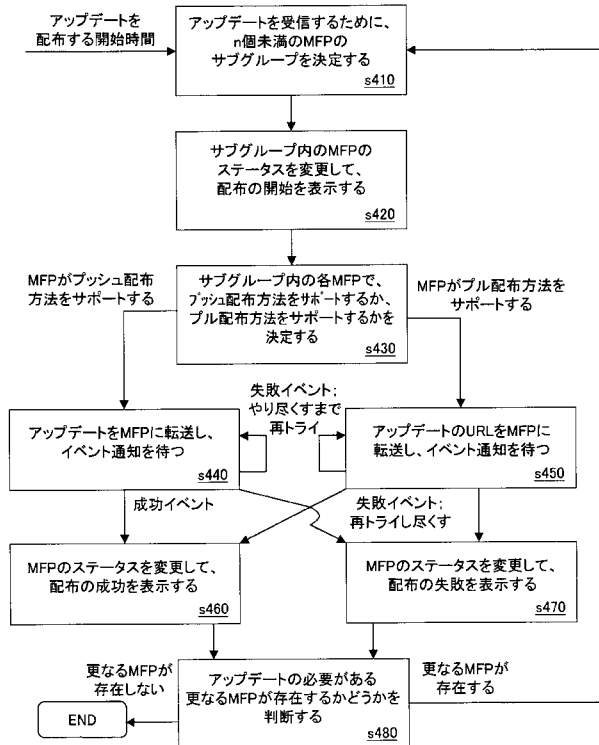 アップデートを
配布する開始時間
アップデートを受信するために、
n個未満のMFPの
サブグループを決定する
s410
サブグループ内のMFPの
ステータスを変更して、
配布の開始を表示する
s420
MFPがプッシュ配布
方法をサポートする
サブグループ内の各MFPで、
プッシュ配布方法をサポートするか、
プル配布方法をサポートするかを
決定する
s430
MFPがプル配布方法を
サポートする
失敗イベント;
やり尽くすまで
再トライ
アップデートをMFPに転送し、
イベント通知を待つ
s440
アップデートのURLをMFPに
転送し、イベント通知を待つ
s450
成功イベント
失敗イベント;
再トライし尽くす
MFPのステータスを変更して、
配布の成功を表示する
s460
MFPのステータスを変更して、
配布の失敗を表示する
s470
更なるMFPが
存在しない
アップデートの必要がある
更なるMFPが存在するかどうかを
判断する
s480
更なるMFPが
存在する
END